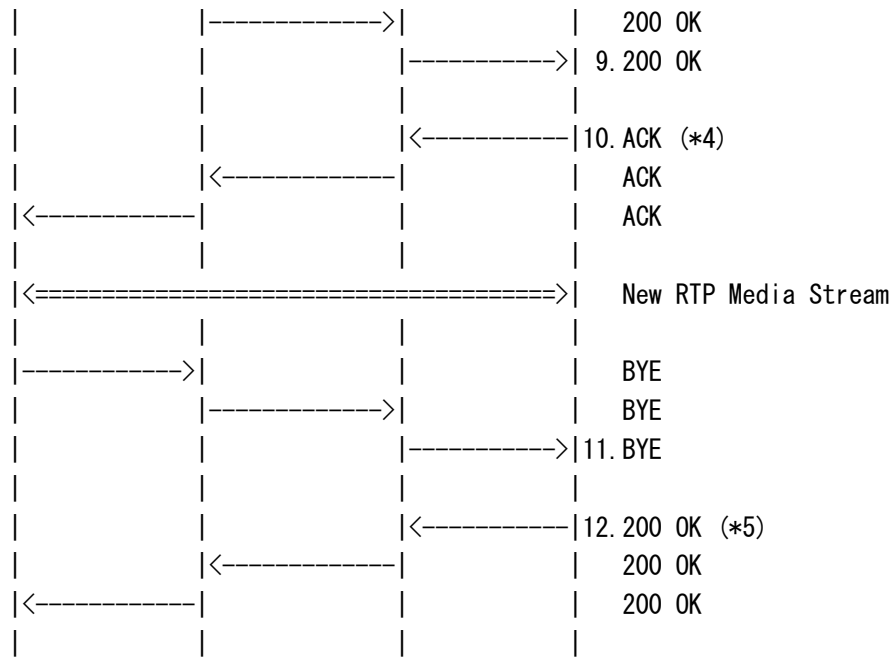 |            |------------>|           |   200 OK
|            |             |---------->| 9.200 OK
|            |             |           |
|            |             |<----------|10.ACK (*4)
|            |<------------|           |   ACK
|<-----------|             |           |   ACK
|            |             |           |
|<====================================>|   New RTP Media Stream
|            |             |           |
|----------->|             |           |   BYE
|            |------------>|           |   BYE
|            |             |---------->|11.BYE
|            |             |           |
|            |             |<----------|12.200 OK (*5)
|            |<------------|           |   200 OK
|<-----------|             |           |   200 OK
|            |             |           |